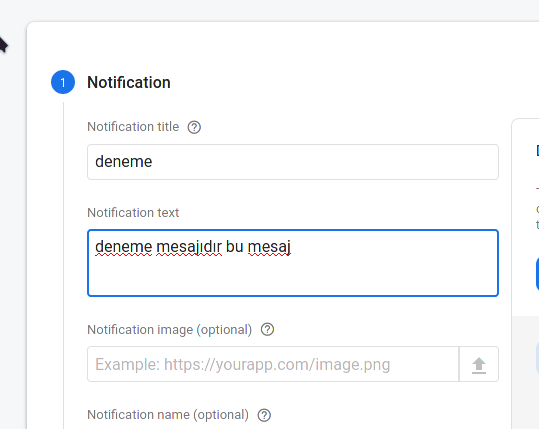 1 Notification
Notification title
deneme
Notification text
deneme mesajıdır bu mesaj
Notification image (optional)
Example: https://yourapp.com/image.png
Notification name (optional)